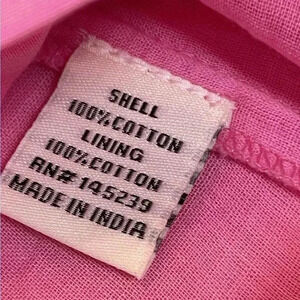 SHELL
100%COTTON
LINING
100%COTTON
RN# 145239
MADE IN INDIA